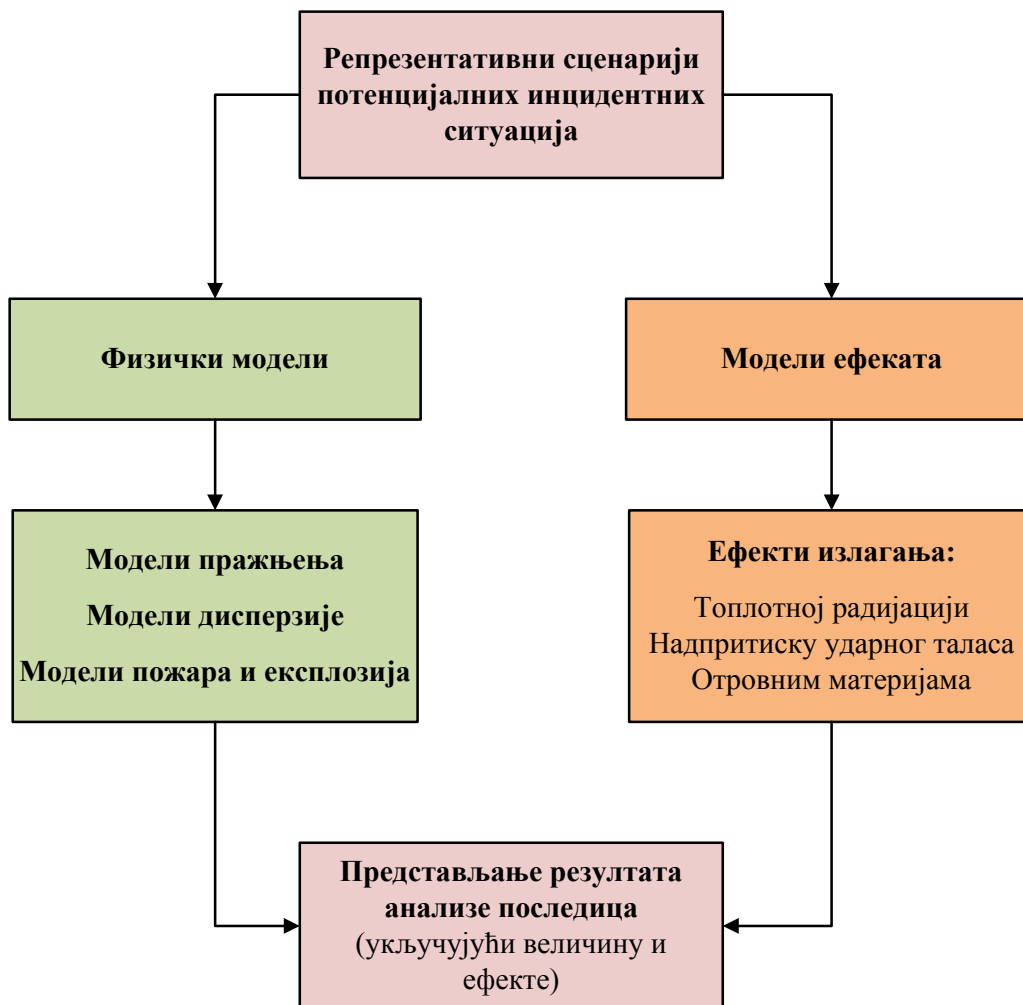 Репрезентативни сценарији
потенцијалних инцидентних
ситуација
Физички модели
Модели ефеката
Модели пражњења
Модели дисперзије
Модели пожара и експлозија
Ефекти излагања:
Топлотној радијацији
Надпритиску ударног таласа
Отровним материјама
Представљање резултата
анализе последица
(укључујући величину и
ефекте)